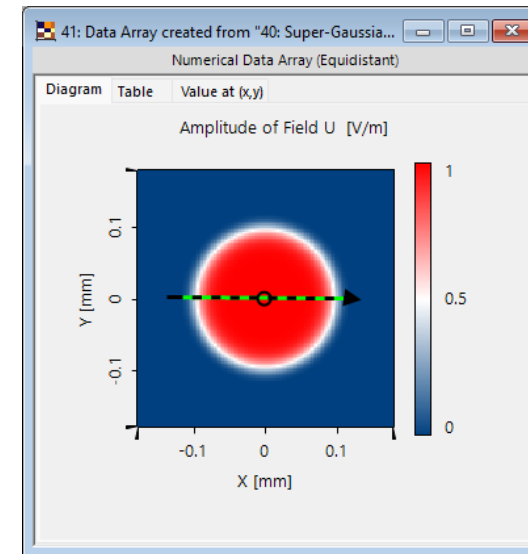 41: Data Array created from "40: Super-Gaussia...
Numerical Data Array (Equidistant)
Diagram Table Value at (x,y)
Amplitude of Field U [V/m]
1
0.1
Y [mm]
0
0.5
-0.1
0
-0.1 0 0.1
X [mm]